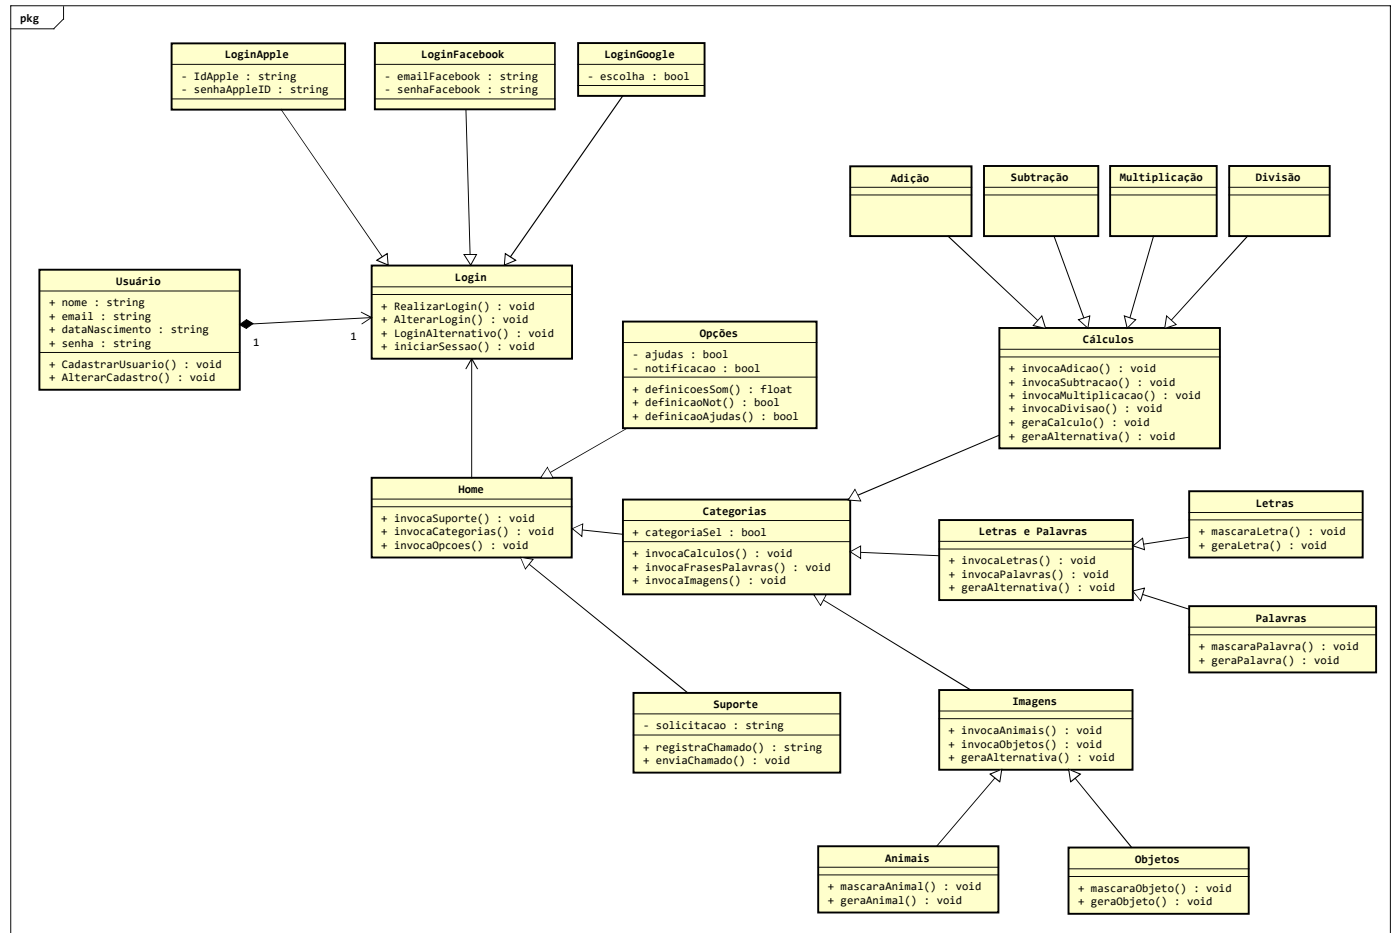 pkg
LoginApple
- IdApple : string
- senhaAppleID : string
LoginFacebook
- emailFacebook : string
- senhaFacebook : string
LoginGoogle
- escolha : bool
Adição
Subtração
Multiplicação
Divisão
Usuário
+ nome : string
+ email : string
+ dataNascimento : string
+ senha : string
+ CadastrarUsuario() : void
+ AlterarCadastro() : void
1
1
Login
+ RealizarLogin() : void
+ AlterarLogin() : void
+ LoginAlternativo() : void
+ iniciarSessao() : void
Opções
- ajudas : bool
- notificacao : bool
+ definicoesSom() : float
+ definicaoNot() : bool
+ definicaoAjudas() : bool
Cálculos
+ invocaAdicao() : void
+ invocaSubtracao() : void
+ invocaMultiplicacao() : void
+ invocaDivisao() : void
+ geraCalculo() : void
+ geraAlternativa() : void
Home
+ invocaSuporte() : void
+ invocaCategorias() : void
+ invocaOpcoes() : void
Categorias
+ categoriaSel : bool
+ invocaCalculos() : void
+ invocaFrasesPalavras() : void
+ invocaImagens() : void
Letras e Palavras
+ invocaLetras() : void
+ invocaPalavras() : void
+ geraAlternativa() : void
Letras
+ mascaraLetra() : void
+ geraLetra() : void
Palavras
+ mascaraPalavra() : void
+ geraPalavra() : void
Suporte
- solicitacao : string
+ registraChamado() : string
+ enviaChamado() : void
Imagens
+ invocaAnimais() : void
+ invocaObjetos() : void
+ geraAlternativa() : void
Animais
+ mascaraAnimal() : void
+ geraAnimal() : void
Objetos
+ mascaraObjeto() : void
+ geraObjeto() : void